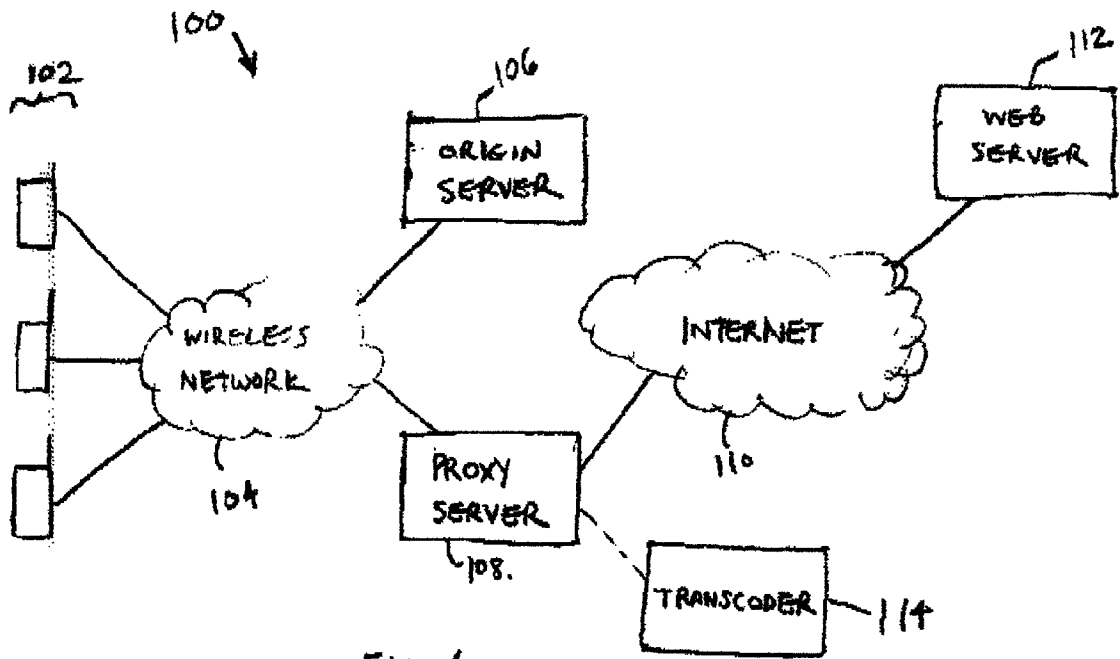 100
112
102
106
WEB
SERVER
ORIGIN
SERVER
WIRELESS
NETWORK
INTERNET
104
110
PROXY
SERVER
108.
TRANSCODER
114